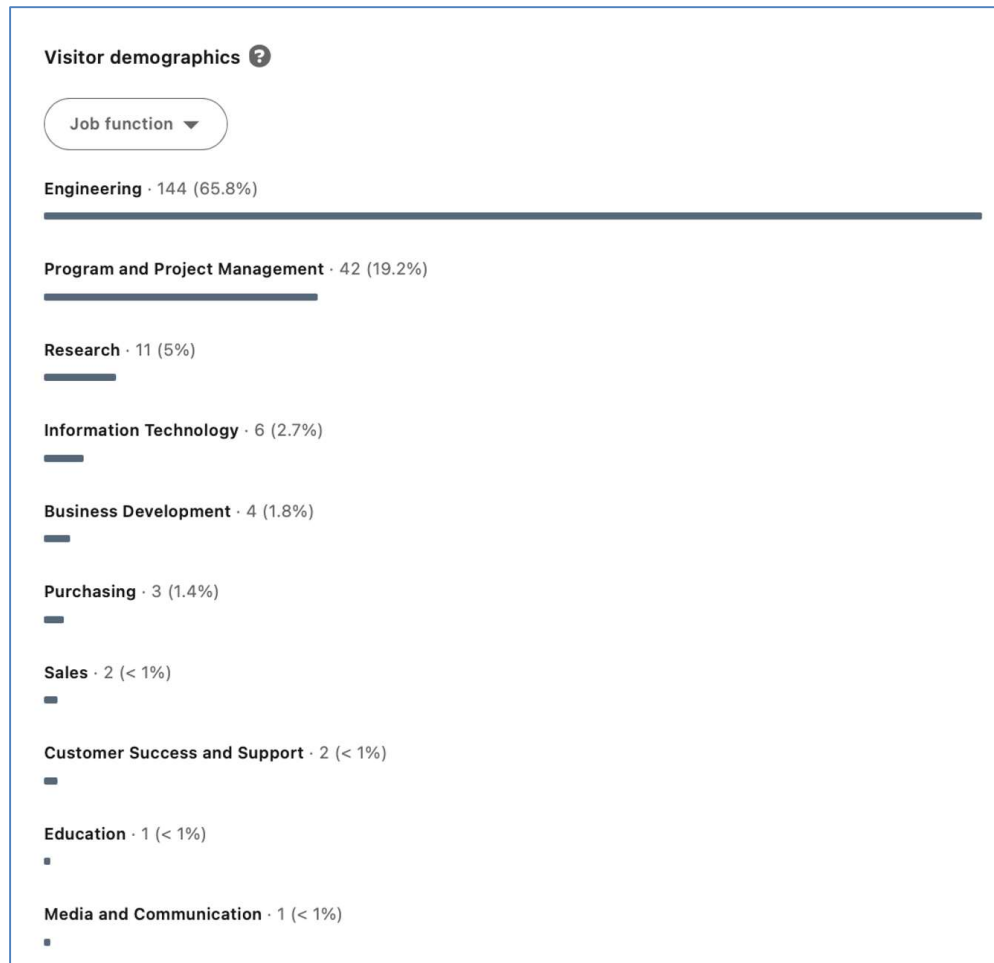 Visitor demographics ?
Job function
Engineering · 144 (65.8%)
Program and Project Management · 42 (19.2%)
Research · 11 (5%)
Information Technology · 6 (2.7%)
Business Development · 4 (1.8%)
Purchasing · 3 (1.4%)
Sales · 2 (< 1%)
Customer Success and Support · 2 (< 1%)
Education · 1 (< 1%)
Media and Communication · 1 (< 1%)